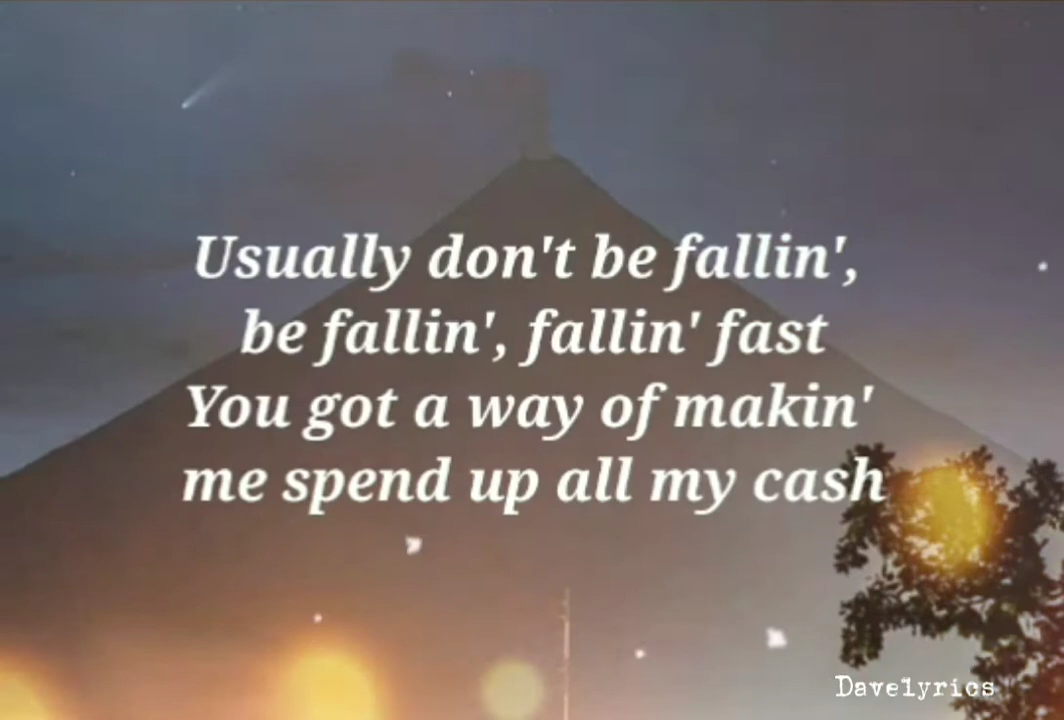 Usually don't be fallin',
be fallin', fallin' fast
You got a way of makin'
me spend up all my cash
Davelyrics